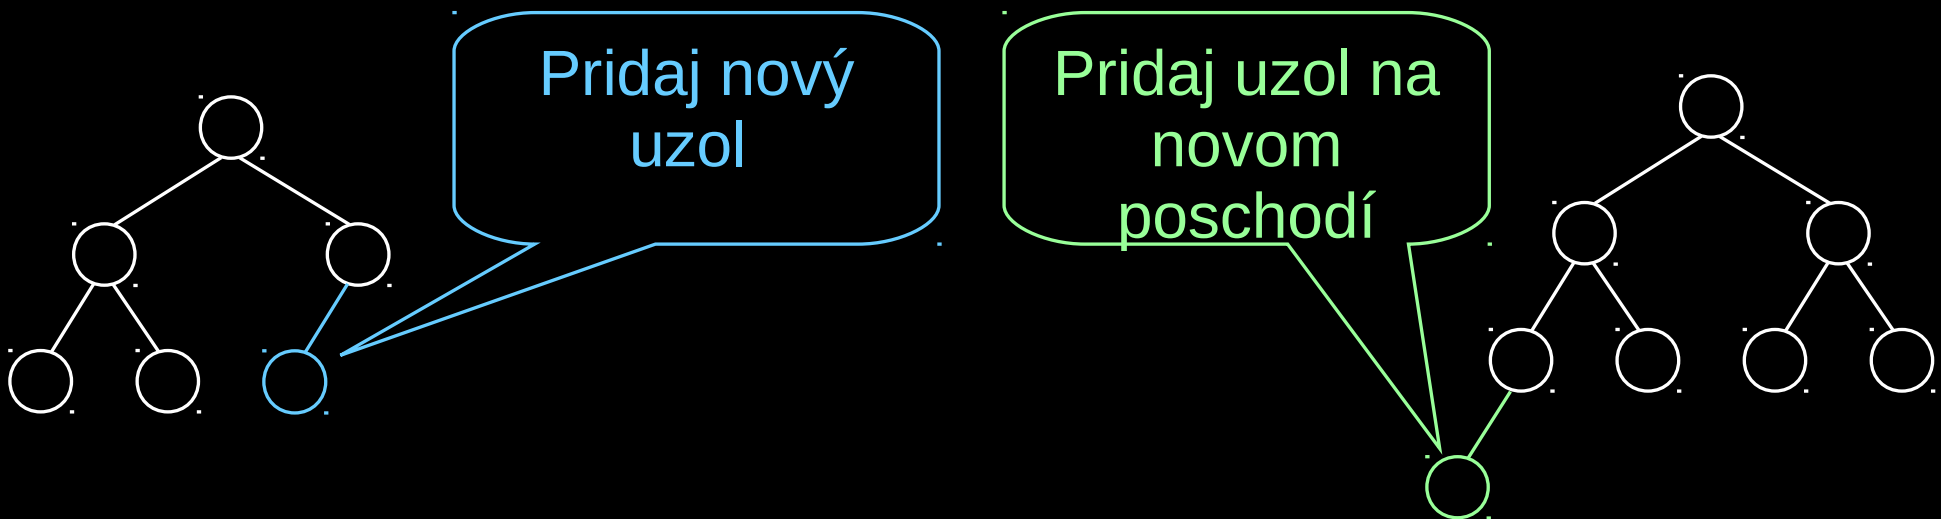 Pridaj nový
uzol
Pridaj uzol na
novom
poschodí